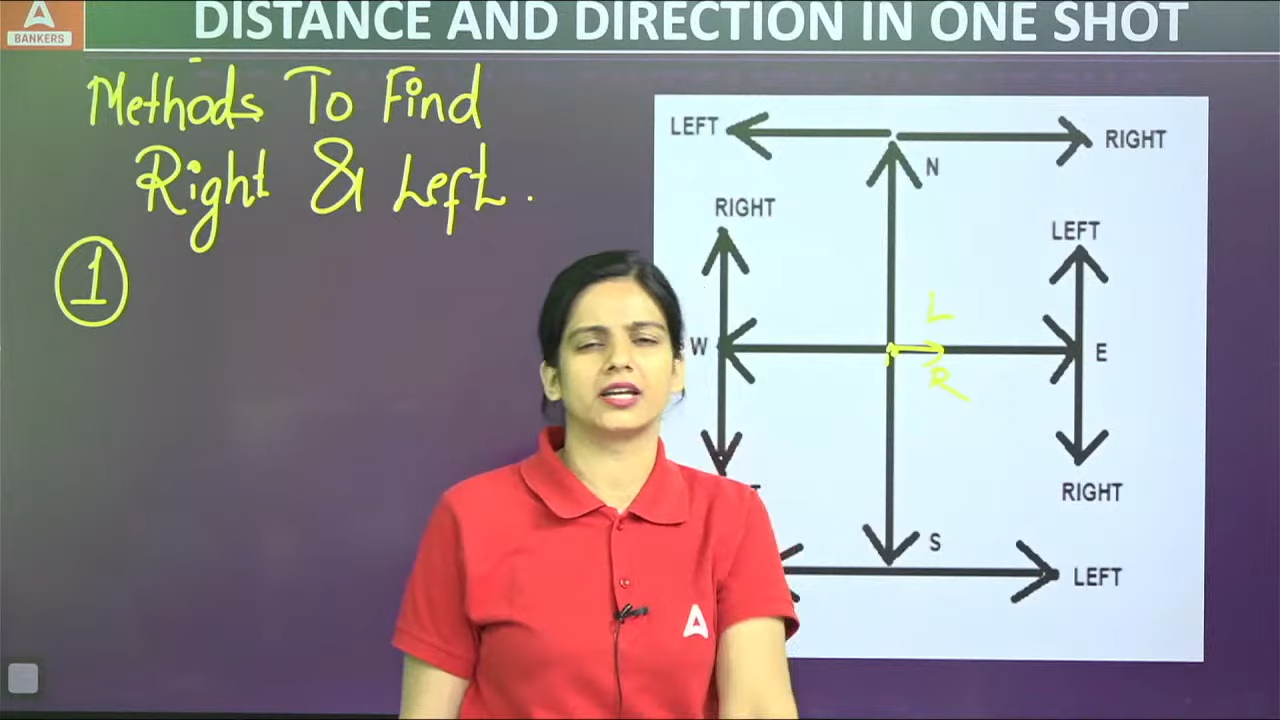 DISTANCE AND DIRECTION IN ONE SHOT
A
BANKERS
Methods To Find
Right & Left.
1
LEFT
RIGHT
N
RIGHT
LEFT
L
W
E
R
RIGHT
S
LEFT
A